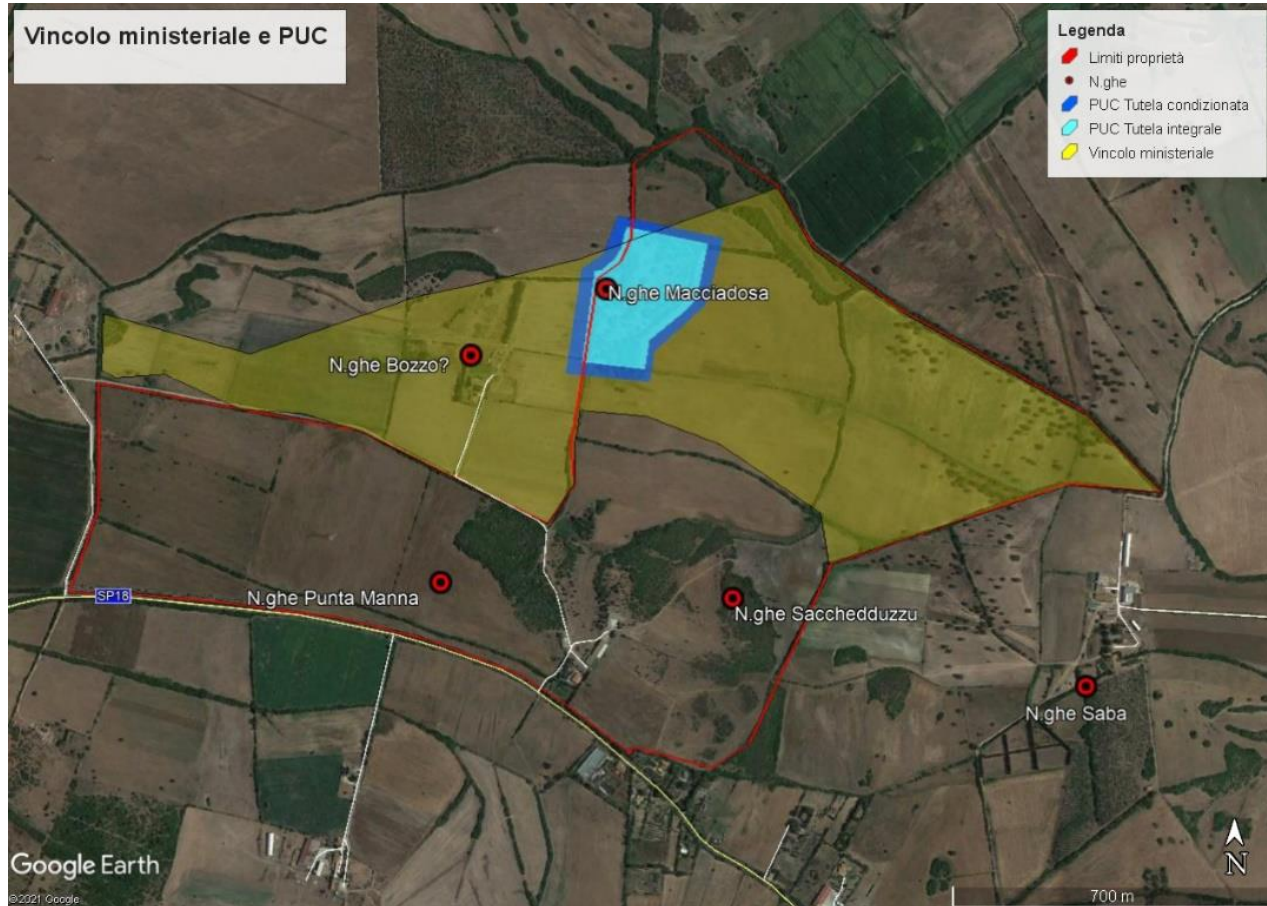 Vincolo ministeriale e PUC
Legenda
Limiti proprietà
N.ghe
PUC Tutela condizionata
PUC Tutela integrale
Vincolo ministeriale
N.ghe Macciadosa
N.ghe Bozzo?
N.ghe Punta Manna
SP18
N.ghe Sacchedduzzu
N.ghe Saba
Google Earth
©2021 Google
N
700 m